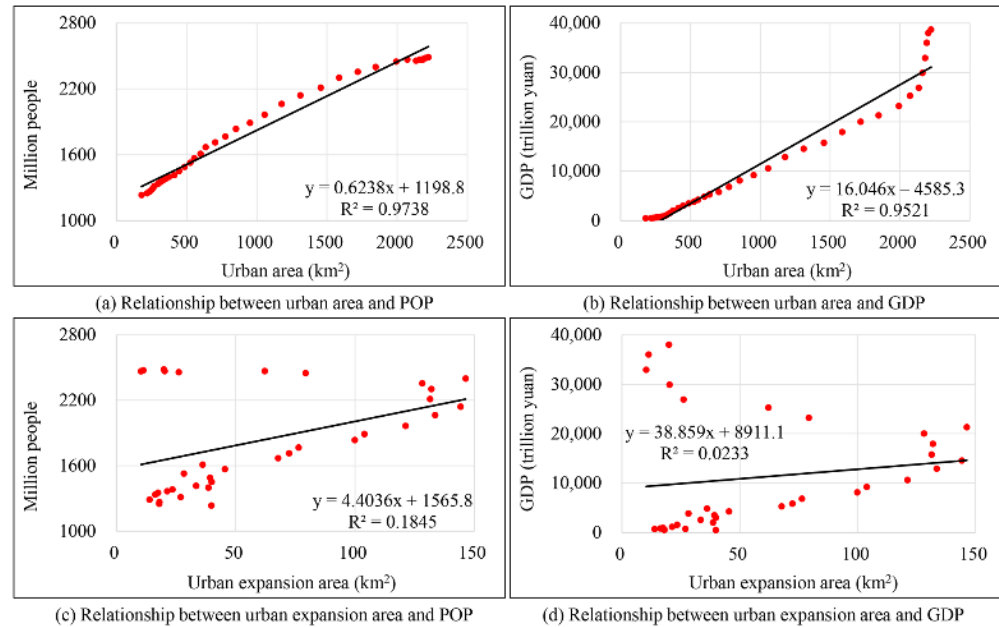 2800
2200
1600
1000
Million people
y = 0.6238x + 1198.8
R² = 0.9738
0 500 1000 1500 2000 2500
Urban area (km²)
(a) Relationship between urban area and POP
40,000
30,000
20,000
10,000
0
GDP (trillion yuan)
y = 16.046x – 4585.3
R² = 0.9521
0 500 1000 1500 2000 2500
Urban area (km²)
(b) Relationship between urban area and GDP
2800
2200
1600
1000
Million people
y = 4.4036x + 1565.8
R² = 0.1845
0 50 100 150
Urban expansion area (km²)
(c) Relationship between urban expansion area and POP
40,000
30,000
20,000
10,000
0
GDP (trillion yuan)
y = 38.859x + 8911.1
R² = 0.0233
0 50 100 150
Urban expansion area (km²)
(d) Relationship between urban expansion area and GDP